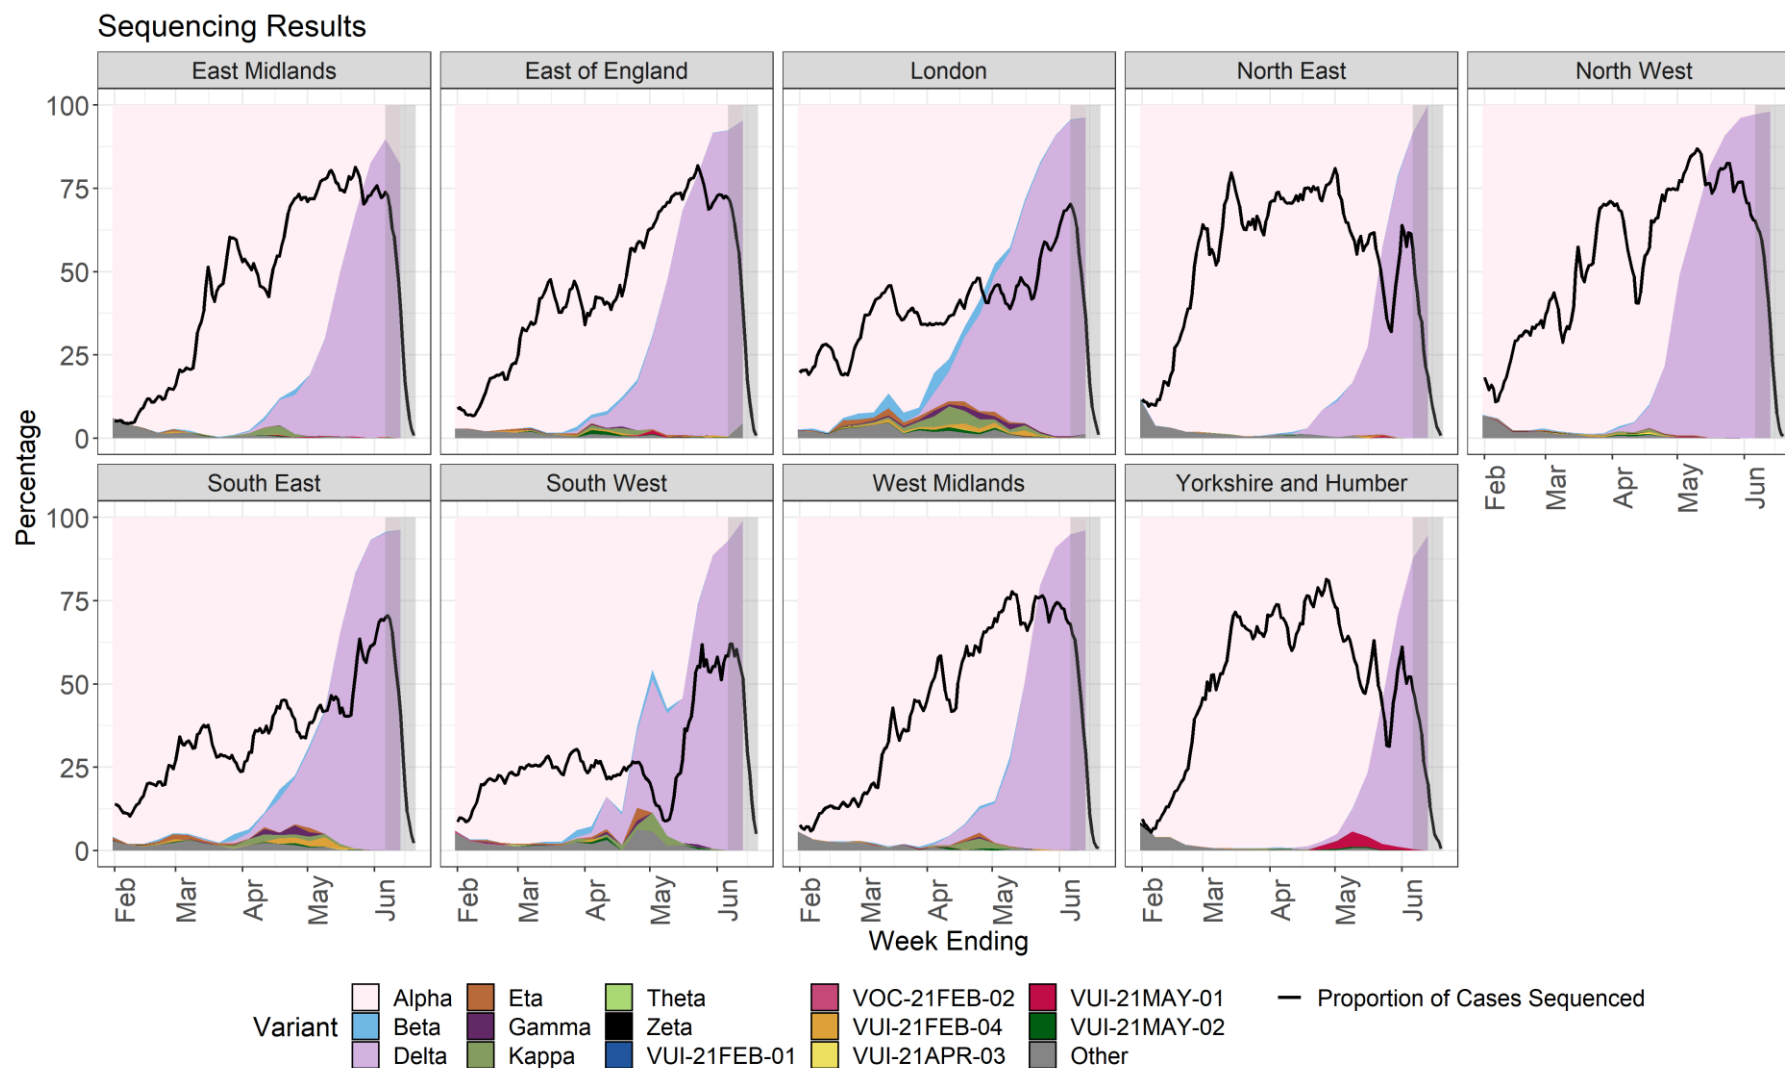 Sequencing Results
East Midlands
East of England
London
North East
North West
100
75
50
25
0
South East
South West
West Midlands
Yorkshire and Humber
Feb
Mar
Apr
May
Jun
100
75
50
25
0
Percentage
Feb
Mar
Apr
May
Jun
Feb
Mar
Apr
May
Jun
Feb
Mar
Apr
May
Jun
Feb
Mar
Apr
May
Jun
Week Ending
Variant
Alpha
Beta
Delta
Eta
Gamma
Kappa
Theta
Zeta
VUI-21FEB-01
VOC-21FEB-02
VUI-21FEB-04
VUI-21APR-03
VUI-21MAY-01
VUI-21MAY-02
Other
Proportion of Cases Sequenced